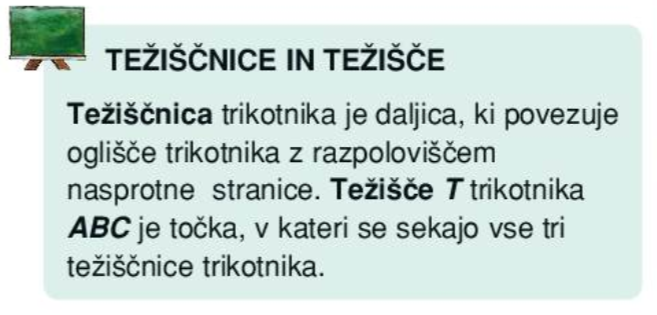 TEŽIŠČNICE IN TEŽIŠČE
Težiščnica trikotnika je daljica, ki povezuje
oglišče trikotnika z razpoloviščem
nasprotne stranice. Težišče T trikotnika
ABC je točka, v kateri se sekajo vse tri
težiščnice trikotnika.